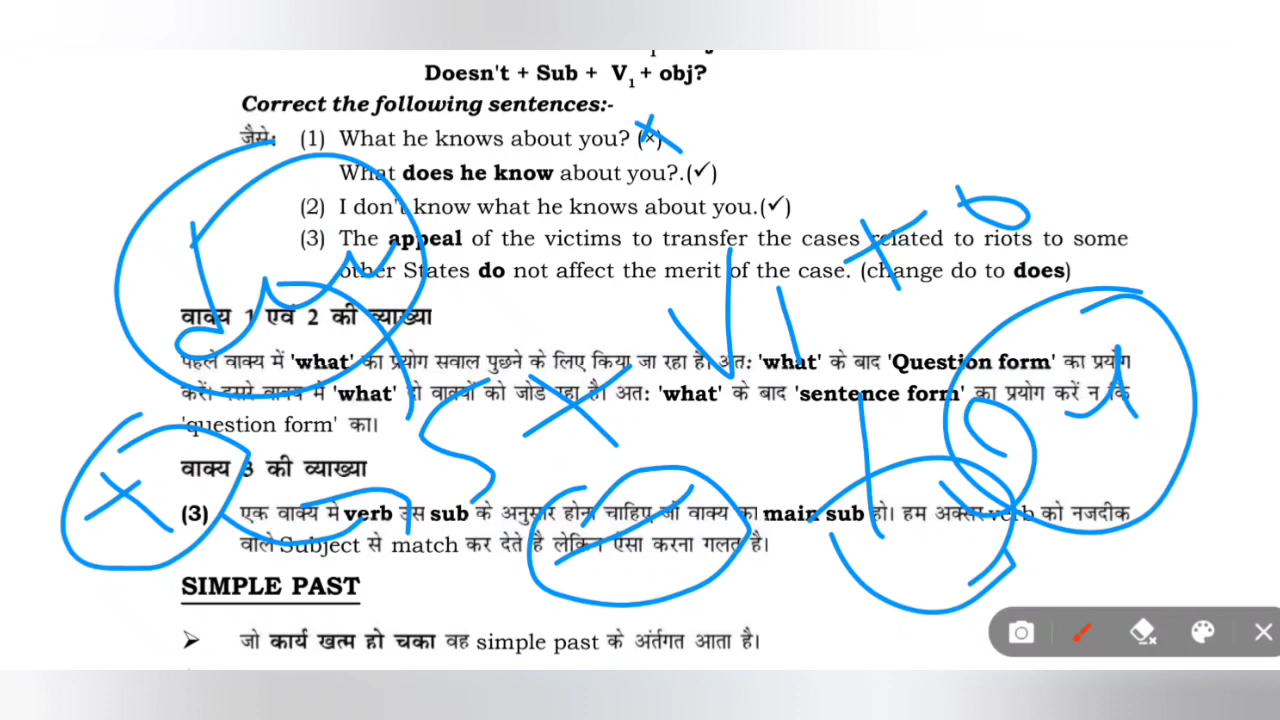 Doesn't + Sub + V1 + obj?
Correct the following sentences:-
जैसे: (1) What he knows about you? (×)
What does he know about you?.(✓)
(2) I don't know what he knows about you.(✓)
(3) The appeal of the victims to transfer the cases related to riots to some
other States do not affect the merit of the case. (change do to does)
वाक्य 1 एवं 2 की व्याख्या
पहले वाक्य में 'what' का प्रयोग सवाल पुछने के लिए किया जा रहा है। अत: 'what' के बाद 'Question form' का प्रयोग
करें। दूसरे वाक्य में 'what' दो वाक्यों को जोड रहा है। अत: 'what' के बाद 'sentence form' का प्रयोग करें न कि
'question form' का।
वाक्य 3 की व्याख्या
(3) एक वाक्य में verb उस sub के अनुसार होना चाहिए जो वाक्य का main sub हो। हम अक्सर verb को नजदीक
वाले Subject से match कर देते है लेकिन ऐसा करना गलत है।
SIMPLE PAST
➢ जो कार्य खत्म हो चका वह simple past के अंर्तगत आता है।